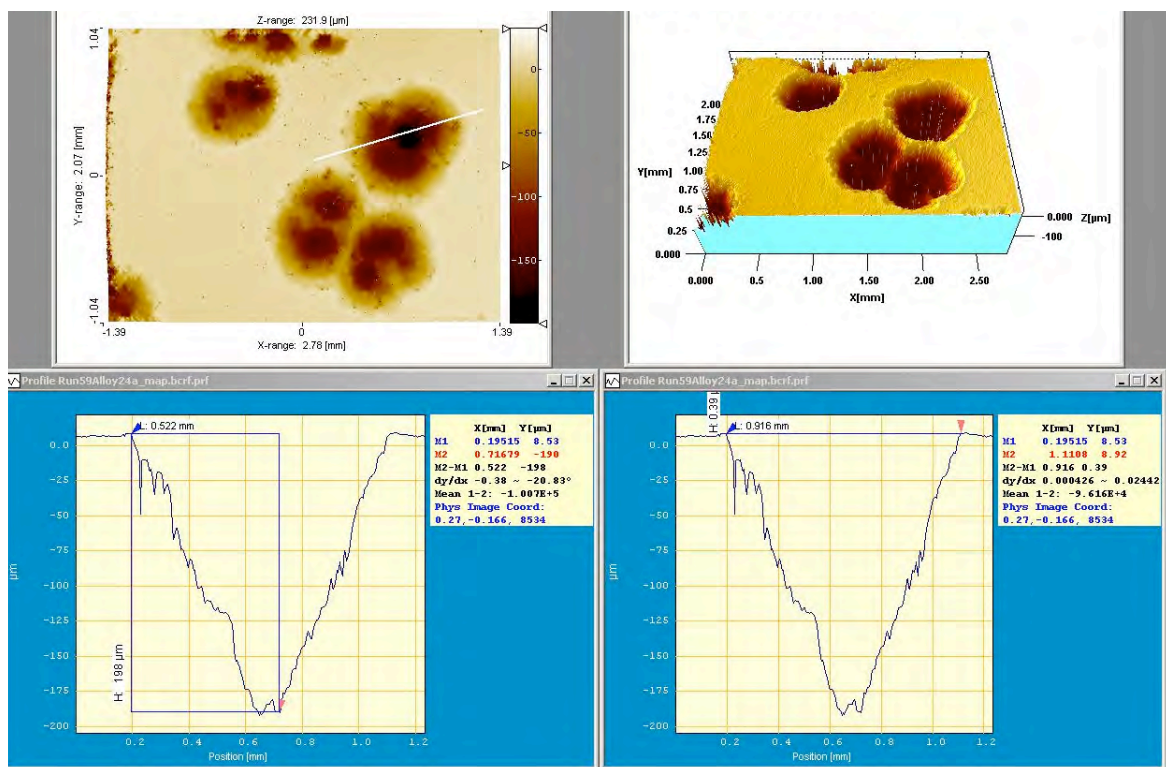 Z-range: 231.9 [µm]
1.04
Y-range: 2.07 [mm]
0
-1.04
-1.39
0
1.39
X-range: 2.78 [mm]
0
-50
-100
-150
2.00
1.75
1.50
1.25
Y[mm]
1.00
0.75
0.5
0.25
0.000
0.000
0.5
1.00
1.50
2.00
2.50
X[mm]
0.000
Z[µm]
-100
Profile Run59Alloy24a_map.bcrf.prf
L: 0.522 mm
H: 198 µm
0.0
-25
-50
-75
-100
-125
-150
-175
-200
µm
0.2
0.4
0.6
0.8
1.0
1.2
Position [mm]
X[mm] Y[µm]
M1 0.19515 8.53
M2 0.71679 -190
M2-M1 0.522 -198
dy/dx -0.38 ~ -20.83°
Mean 1-2: -1.007E+5
Phys Image Coord:
0.27,-0.166, 8534
Profile Run59Alloy24a_map.bcrf.prf
H: 0.39 µ
L: 0.916 mm
0.0
-25
-50
-75
-100
-125
-150
-175
-200
µm
0.2
0.4
0.6
0.8
1.0
1.2
Position [mm]
X[mm] Y[µm]
M1 0.19515 8.53
M2 1.1108 8.92
M2-M1 0.916 0.39
dy/dx 0.000426 ~ 0.02442
Mean 1-2: -9.616E+4
Phys Image Coord:
0.27,-0.166, 8534